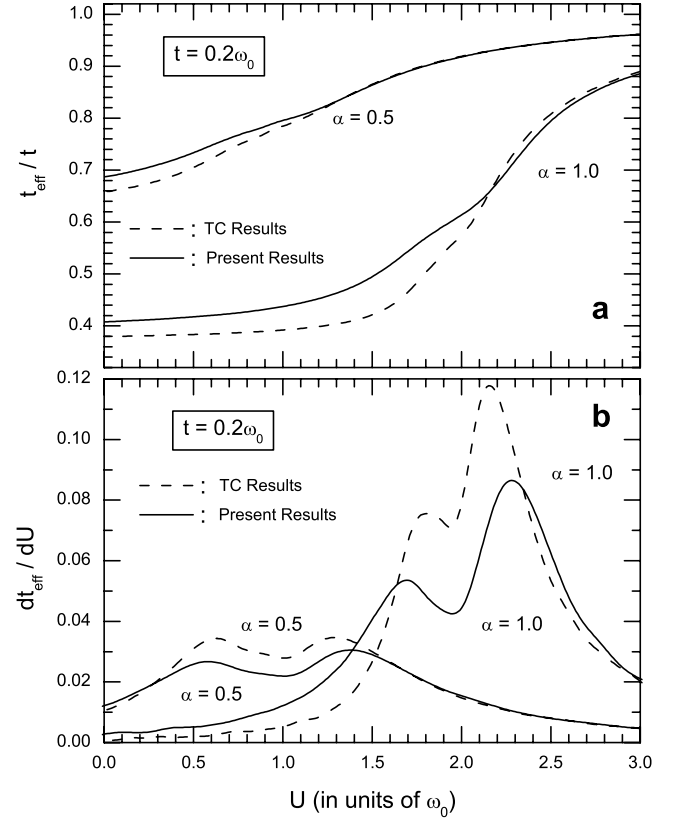 1.0
t = 0.2ω₀
0.9
0.8
α = 0.5
t_eff / t
0.7
α = 1.0
0.6
: TC Results
: Present Results
0.5
a
0.4
0.12
b
t = 0.2ω₀
0.10
: TC Results
α = 1.0
: Present Results
0.08
dt_eff / dU
0.06
0.04
α = 0.5
α = 1.0
0.02
α = 0.5
0.00
0.0 0.5 1.0 1.5 2.0 2.5 3.0
U (in units of ω₀)